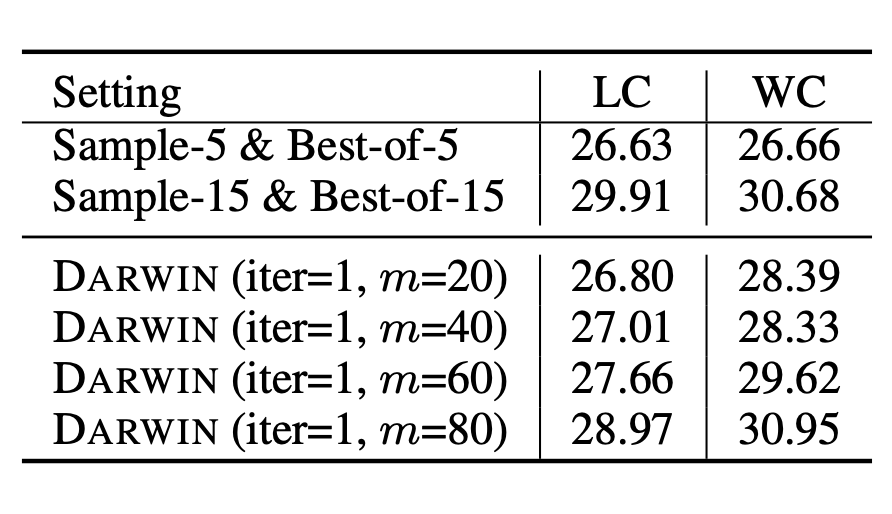 Setting LC WC
Sample-5 & Best-of-5 26.63 26.66
Sample-15 & Best-of-15 29.91 30.68
DARWIN (iter=1, m=20) 26.80 28.39
DARWIN (iter=1, m=40) 27.01 28.33
DARWIN (iter=1, m=60) 27.66 29.62
DARWIN (iter=1, m=80) 28.97 30.95